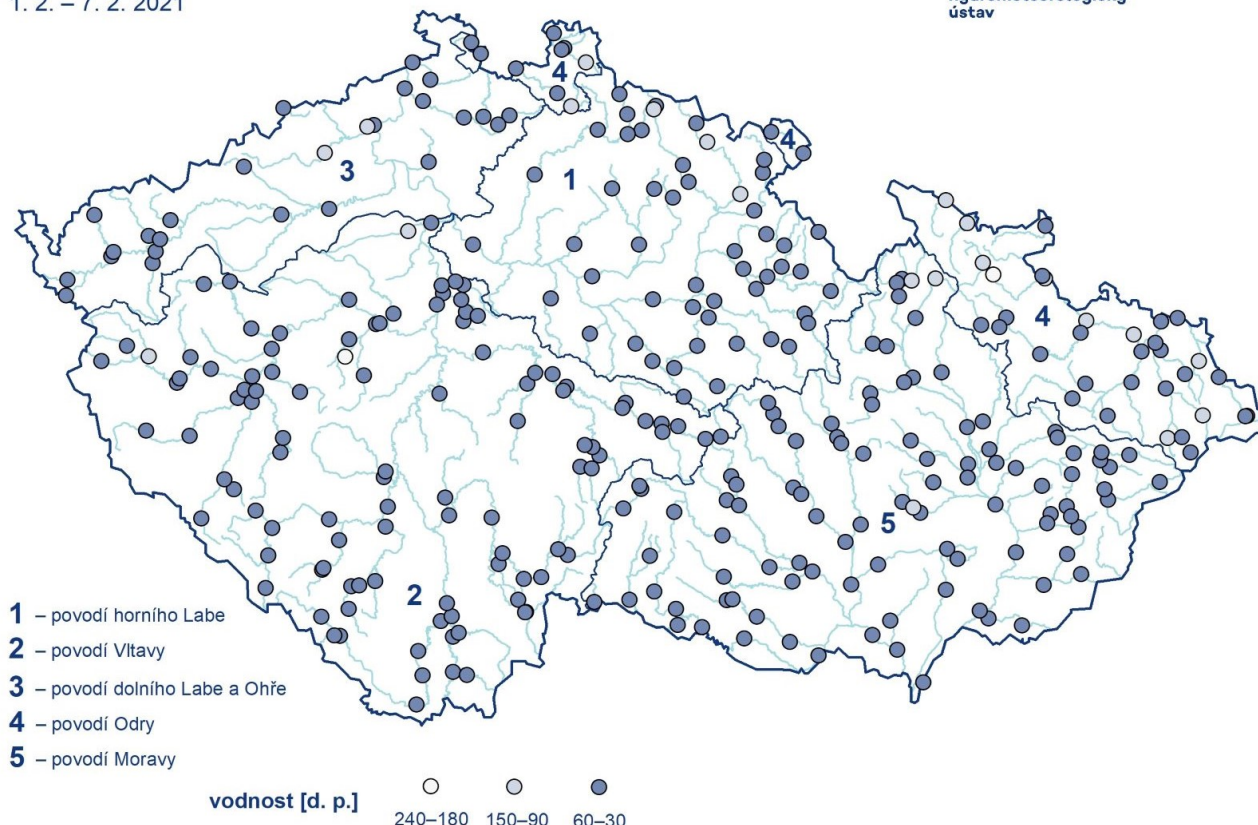 1. 2. – 7. 2. 2021
ústav
4
4
3
1
4
5
2
1 – povodí horního Labe
2 – povodí Vltavy
3 – povodí dolního Labe a Ohře
4 – povodí Odry
5 – povodí Moravy
vodnost [d. p.]
240–180 150–90 60–30